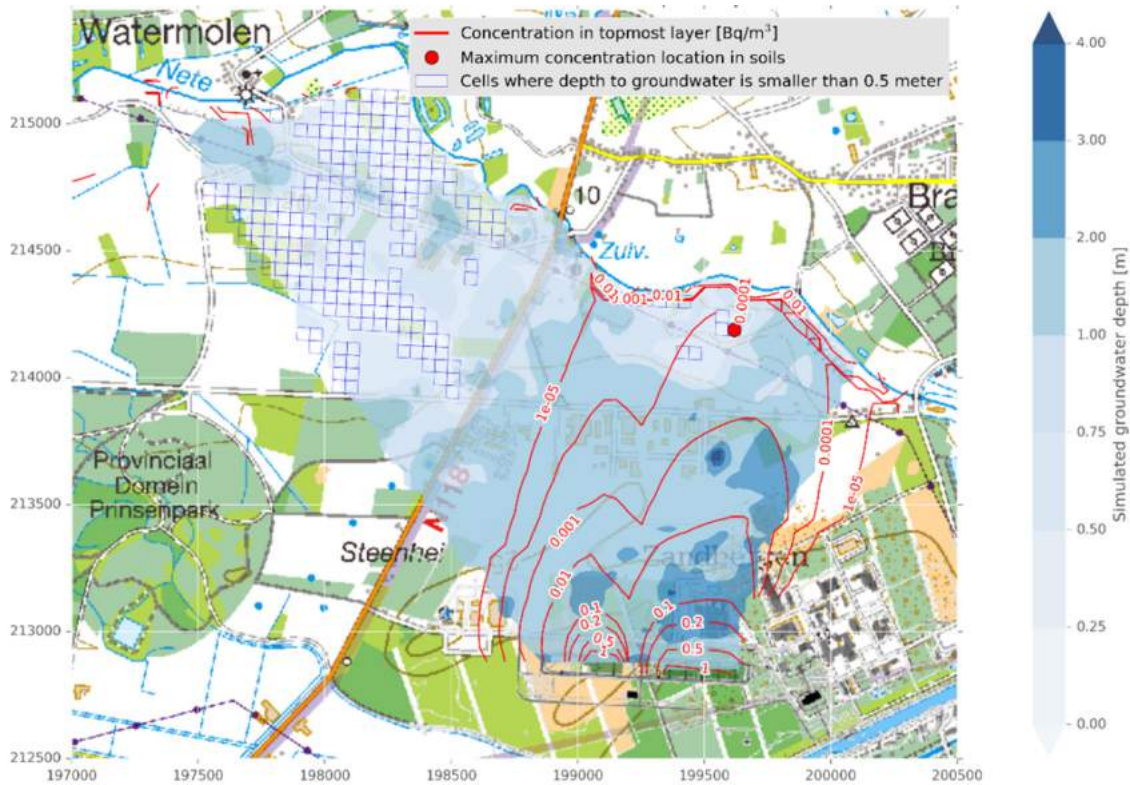 Watermolen
Nete
Concentration in topmost layer [Bq/m³]
Maximum concentration location in soils
Cells where depth to groundwater is smaller than 0.5 meter
4.00
3.00
2.00
1.00
0.75
0.50
0.25
0.00
Simulated groundwater depth [m]
215000
214500
214000
213500
213000
212500
10
Bra
Zulv.
0.01
0.001
0.01
0.0001
0.01
1e-05
0.0001
1e-05
0.001
0.01
0.1
0.2
0.5
1
0.1
0.2
0.5
1
Provinciaal
Domein
Prinsenpark
Steenhei
N118
197000
197500
198000
198500
199000
199500
200000
200500